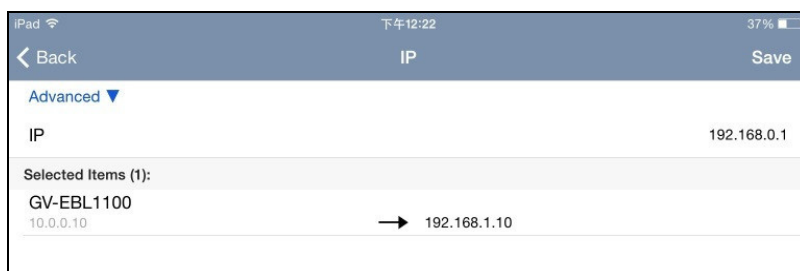 iPad 下午12:22 37%
Back IP Save
Advanced ▼
IP 192.168.0.1
Selected Items (1):
GV-EBL1100
10.0.0.10 → 192.168.1.10